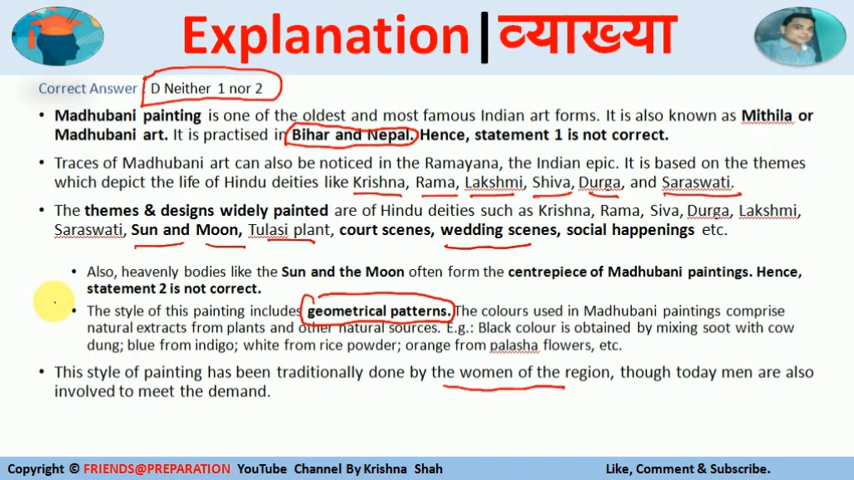 Explanation|व्याख्या
Correct Answer D Neither 1 nor 2
• Madhubani painting is one of the oldest and most famous Indian art forms. It is also known as Mithila or
Madhubani art. It is practised in Bihar and Nepal. Hence, statement 1 is not correct.
• Traces of Madhubani art can also be noticed in the Ramayana, the Indian epic. It is based on the themes
which depict the life of Hindu deities like Krishna, Rama, Lakshmi, Shiva, Durga, and Saraswati.
• The themes & designs widely painted are of Hindu deities such as Krishna, Rama, Siva, Durga, Lakshmi,
Saraswati, Sun and Moon, Tulasi plant, court scenes, wedding scenes, social happenings etc.
• Also, heavenly bodies like the Sun and the Moon often form the centrepiece of Madhubani paintings. Hence,
statement 2 is not correct.
• The style of this painting includes geometrical patterns. The colours used in Madhubani paintings comprise
natural extracts from plants and other natural sources. E.g.: Black colour is obtained by mixing soot with cow
dung; blue from indigo; white from rice powder; orange from palasha flowers, etc.
• This style of painting has been traditionally done by the women of the region, though today men are also
involved to meet the demand.
Copyright © FRIENDS@PREPARATION YouTube Channel By Krishna Shah Like, Comment & Subscribe.